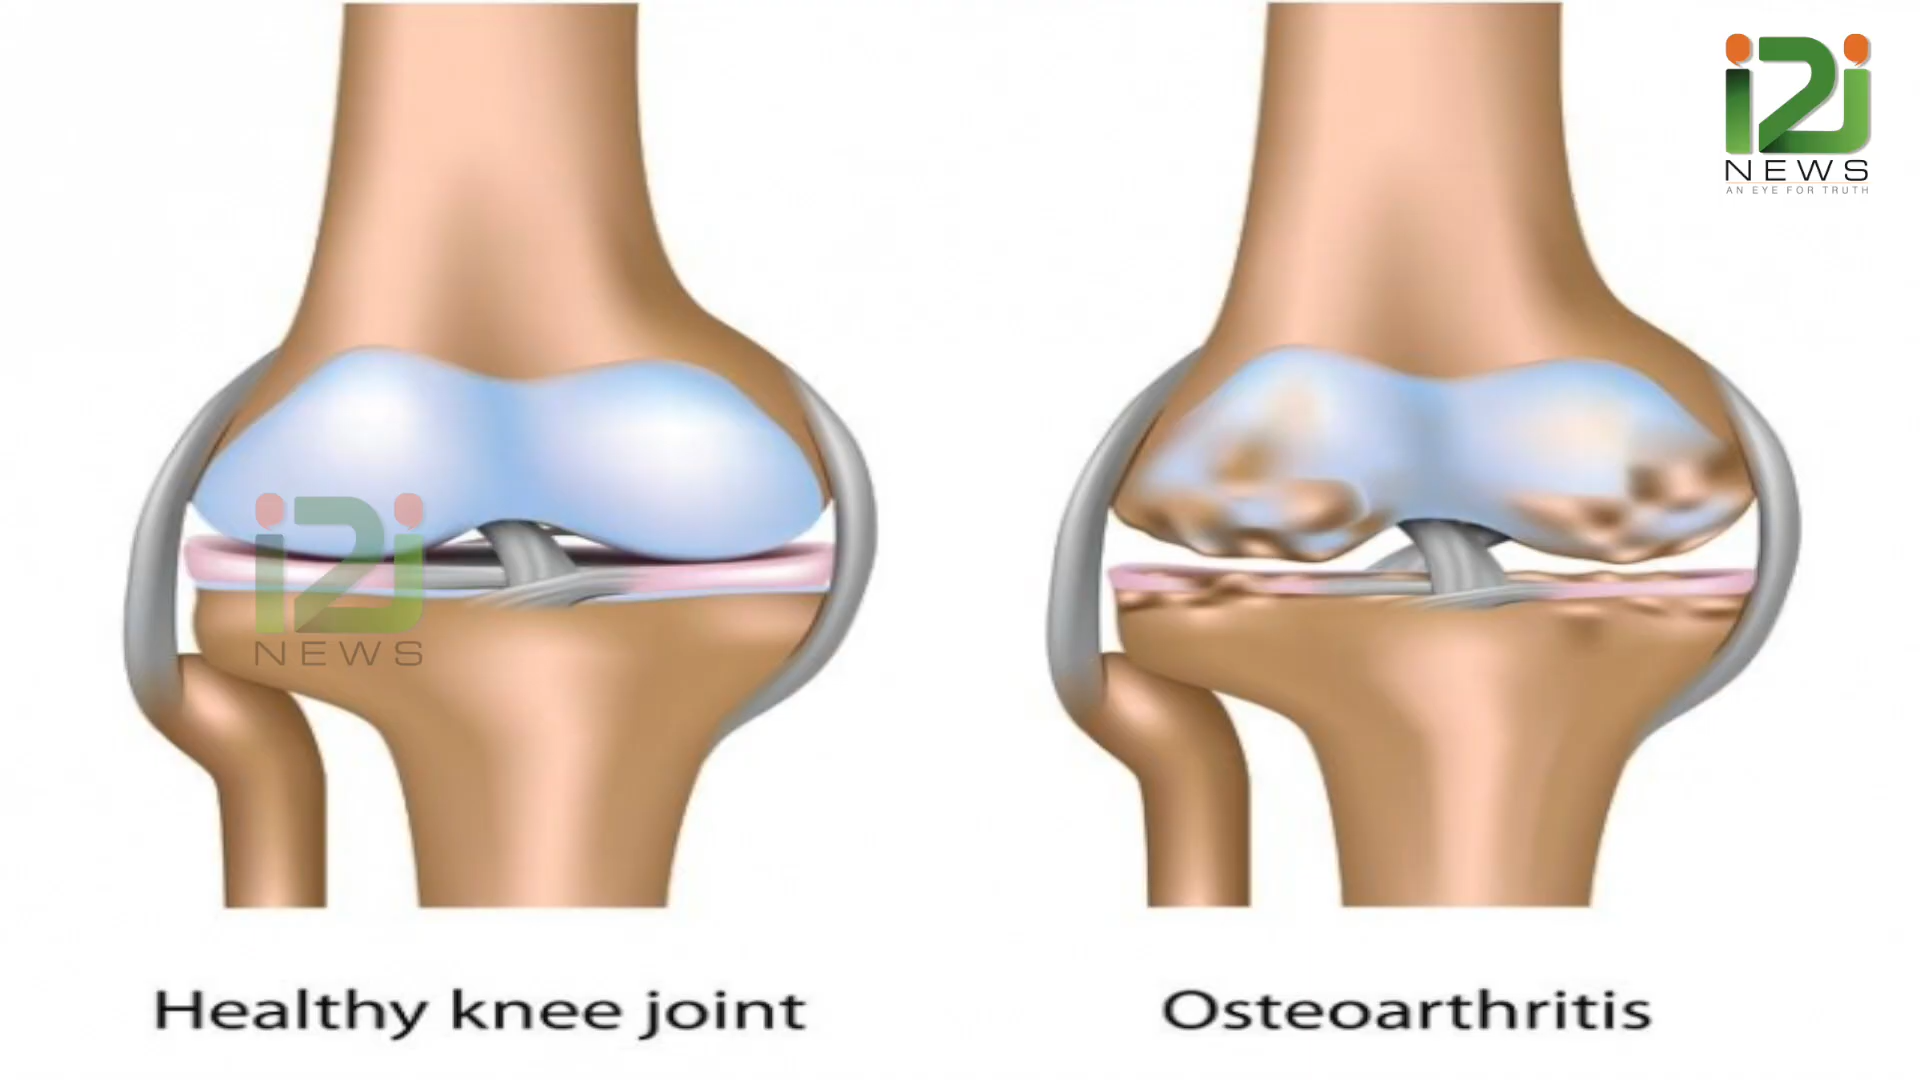 i2i
NEWS
AN EYE FOR TRUTH
i2i
NEWS
Healthy knee joint
Osteoarthritis